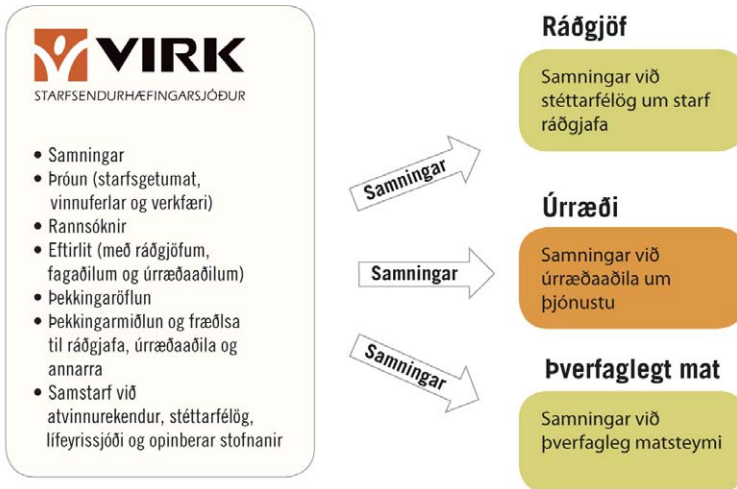 VIRK
STARFSENDURHÆFINGARSJÓÐUR
• Samningar
• Þróun (starfsgetumat,
vinnuferlar og verkfæri)
• Rannsóknir
• Eftirlit (með ráðgjöfum,
fagaðilum og úrræðaaðilum)
• Þekkingaröflun
• Þekkingarmiðlun og fræðlsa
til ráðgjafa, úrræðaaðila og
annarra
• Samstarf við
atvinnurekendur, stéttarfélög,
lífeyrissjóði og opinberar stofnanir
Samningar
Samningar
Samningar
Ráðgjöf
Samningar við
stéttarfélög um starf
ráðgjafa
Úrræði
Samningar við
úrræðaaðila um
þjónustu
Þverfaglegt mat
Samningar við
þverfagleg matsteymi